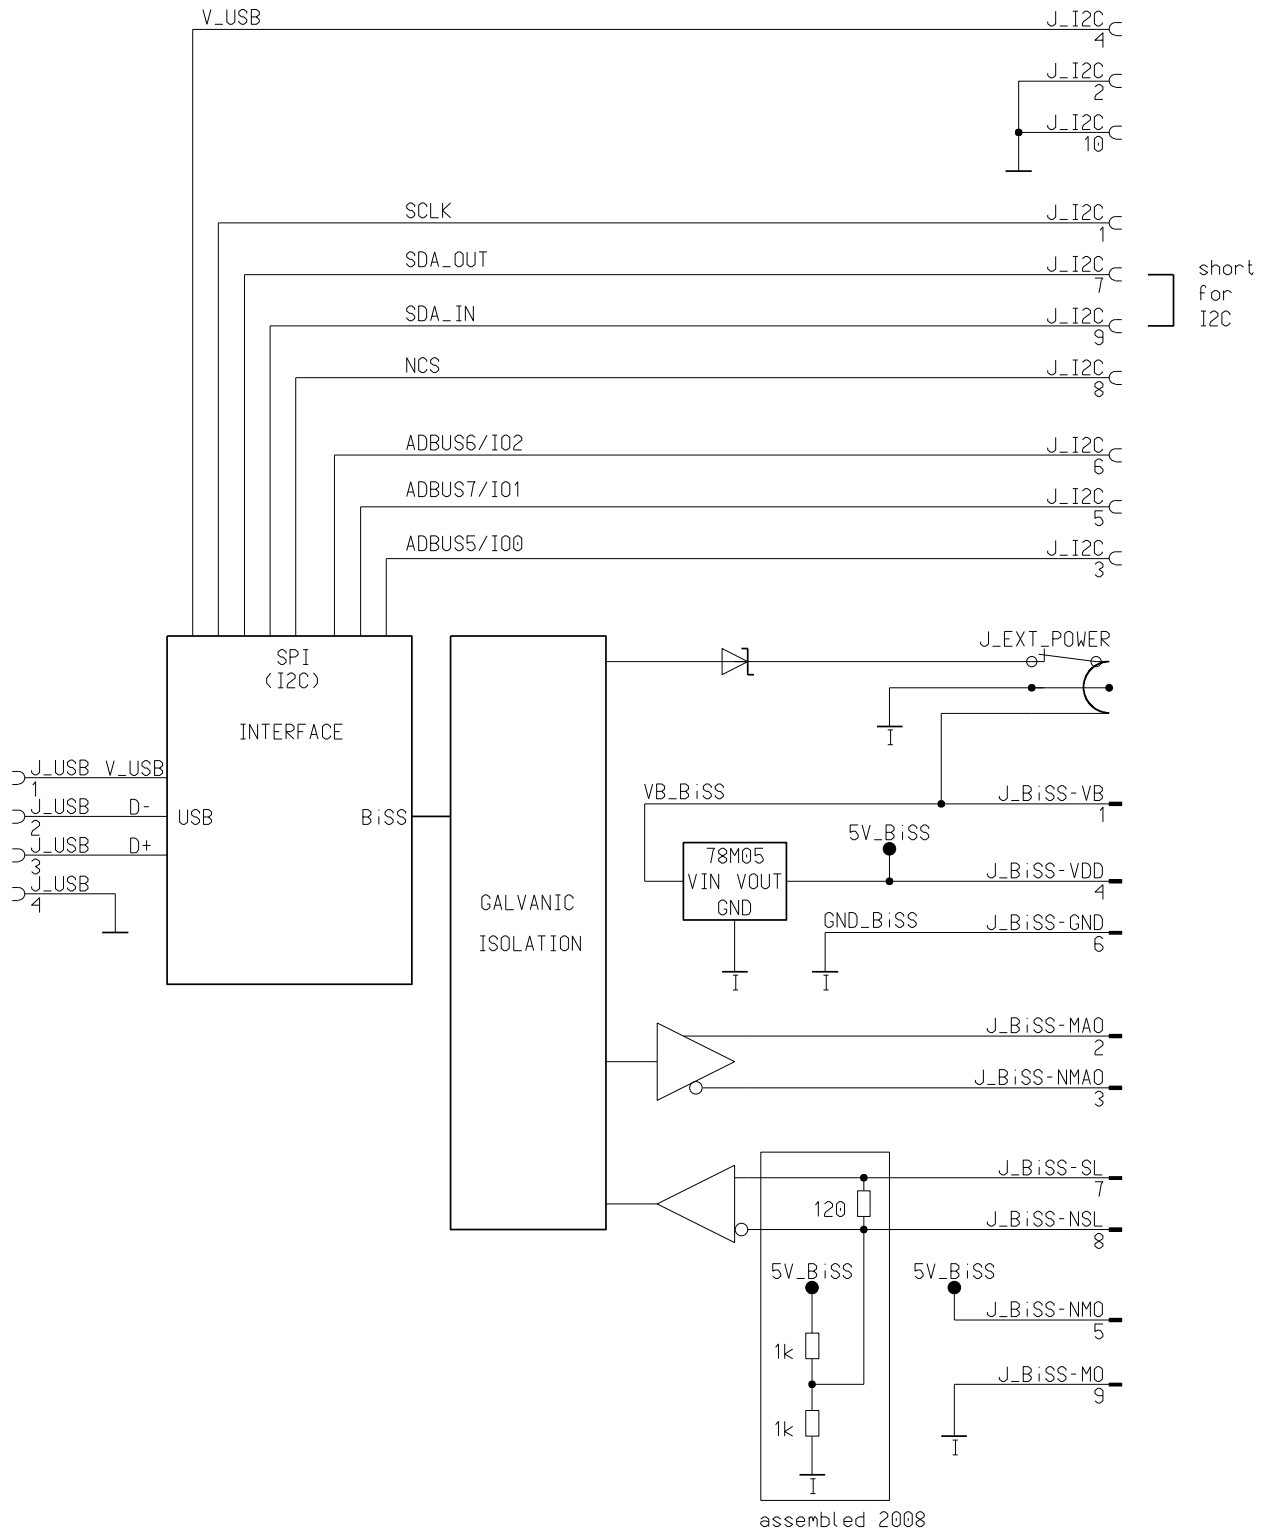 V_USB
J_I2C
4
J_I2C
2
J_I2C
10
SCLK
J_I2C
1
SDA_OUT
J_I2C
7
SDA_IN
J_I2C
9
short
for
I2C
NCS
J_I2C
8
ADBUS6/IO2
J_I2C
6
ADBUS7/IO1
J_I2C
5
ADBUS5/IO0
J_I2C
3
SPI
(I2C)
INTERFACE
J_USB V_USB
1
J_USB D-
2
J_USB D+
3
J_USB
4
USB
BiSS
GALVANIC
ISOLATION
J_EXT_POWER
I
VB_BiSS
J_BiSS-VB
1
5V_BiSS
78M05
VIN VOUT
GND
J_BiSS-VDD
4
GND_BiSS
J_BiSS-GND
6
I
I
J_BiSS-MAO
2
J_BiSS-NMAO
3
J_BiSS-SL
7
120
J_BiSS-NSL
8
5V_BiSS
5V_BiSS
J_BiSS-NMO
5
1k
J_BiSS-MO
9
1k
I
I
assembled 2008